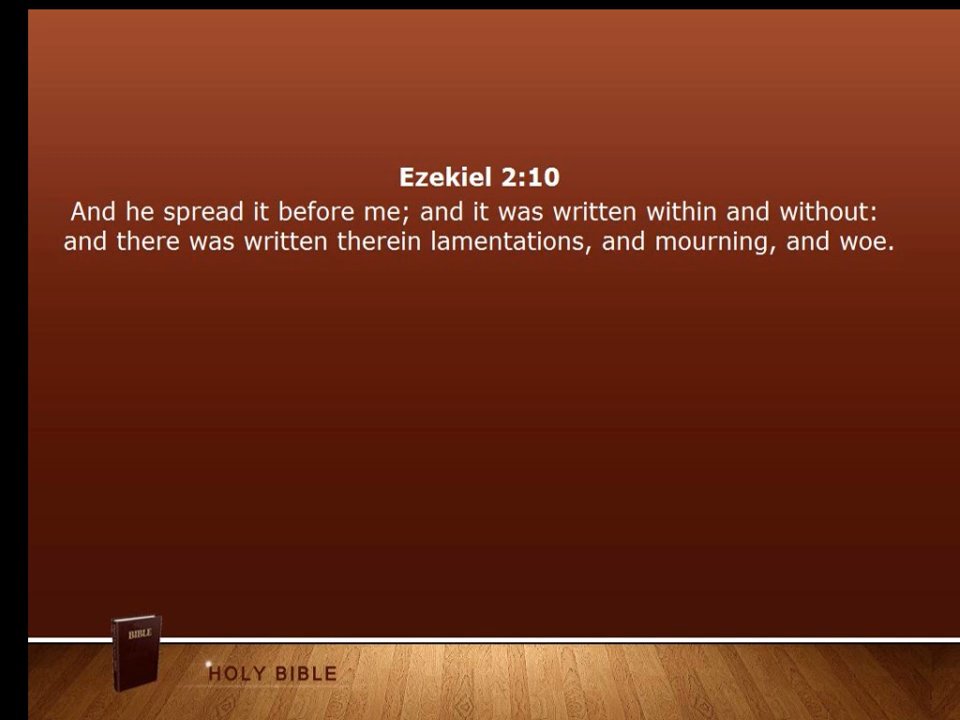 Ezekiel 2:10
And he spread it before me; and it was written within and without:
and there was written therein lamentations, and mourning, and woe.
BIBLE
HOLY BIBLE